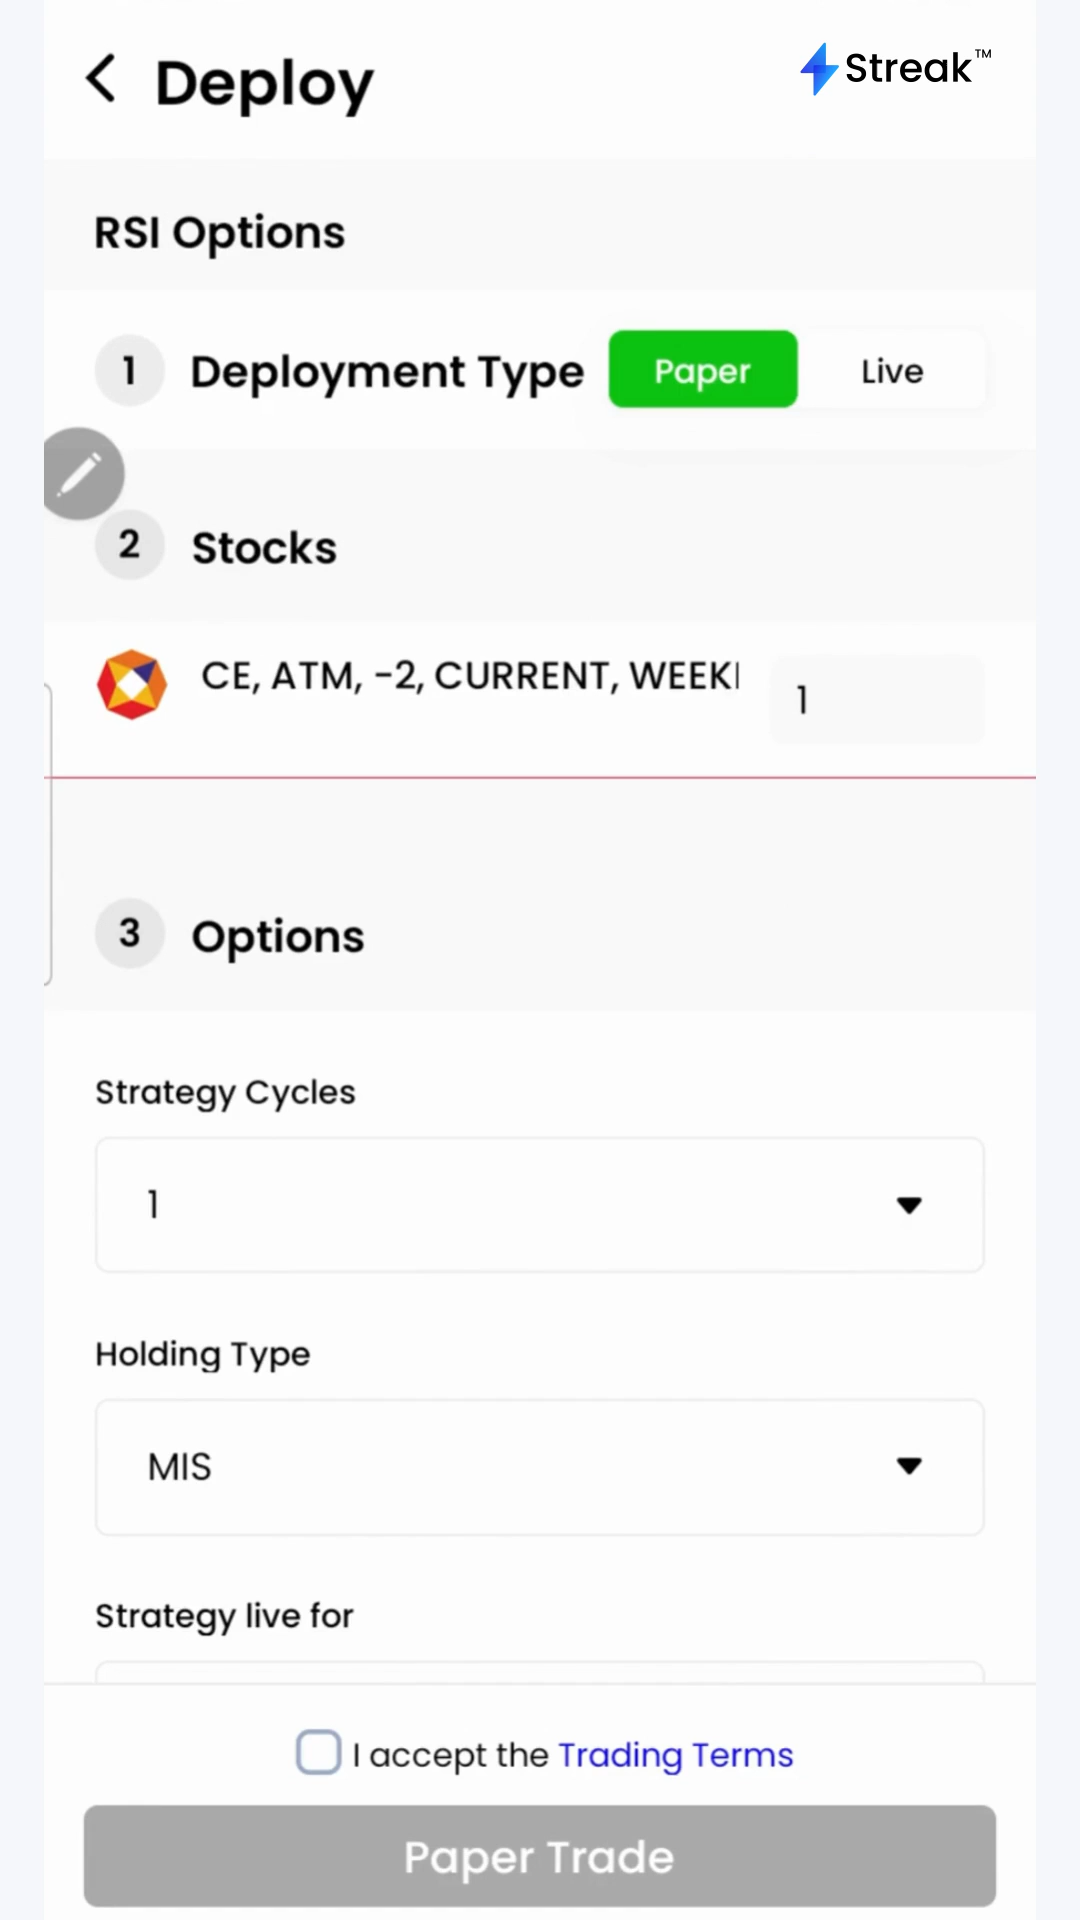 Deploy
Streak™
RSI Options
1 Deployment Type Paper Live
2 Stocks
CE, ATM, -2, CURRENT, 1
3 Options
Strategy Cycles
1
Holding Type
MIS
Strategy live for
I accept the Trading Terms
Paper Trade